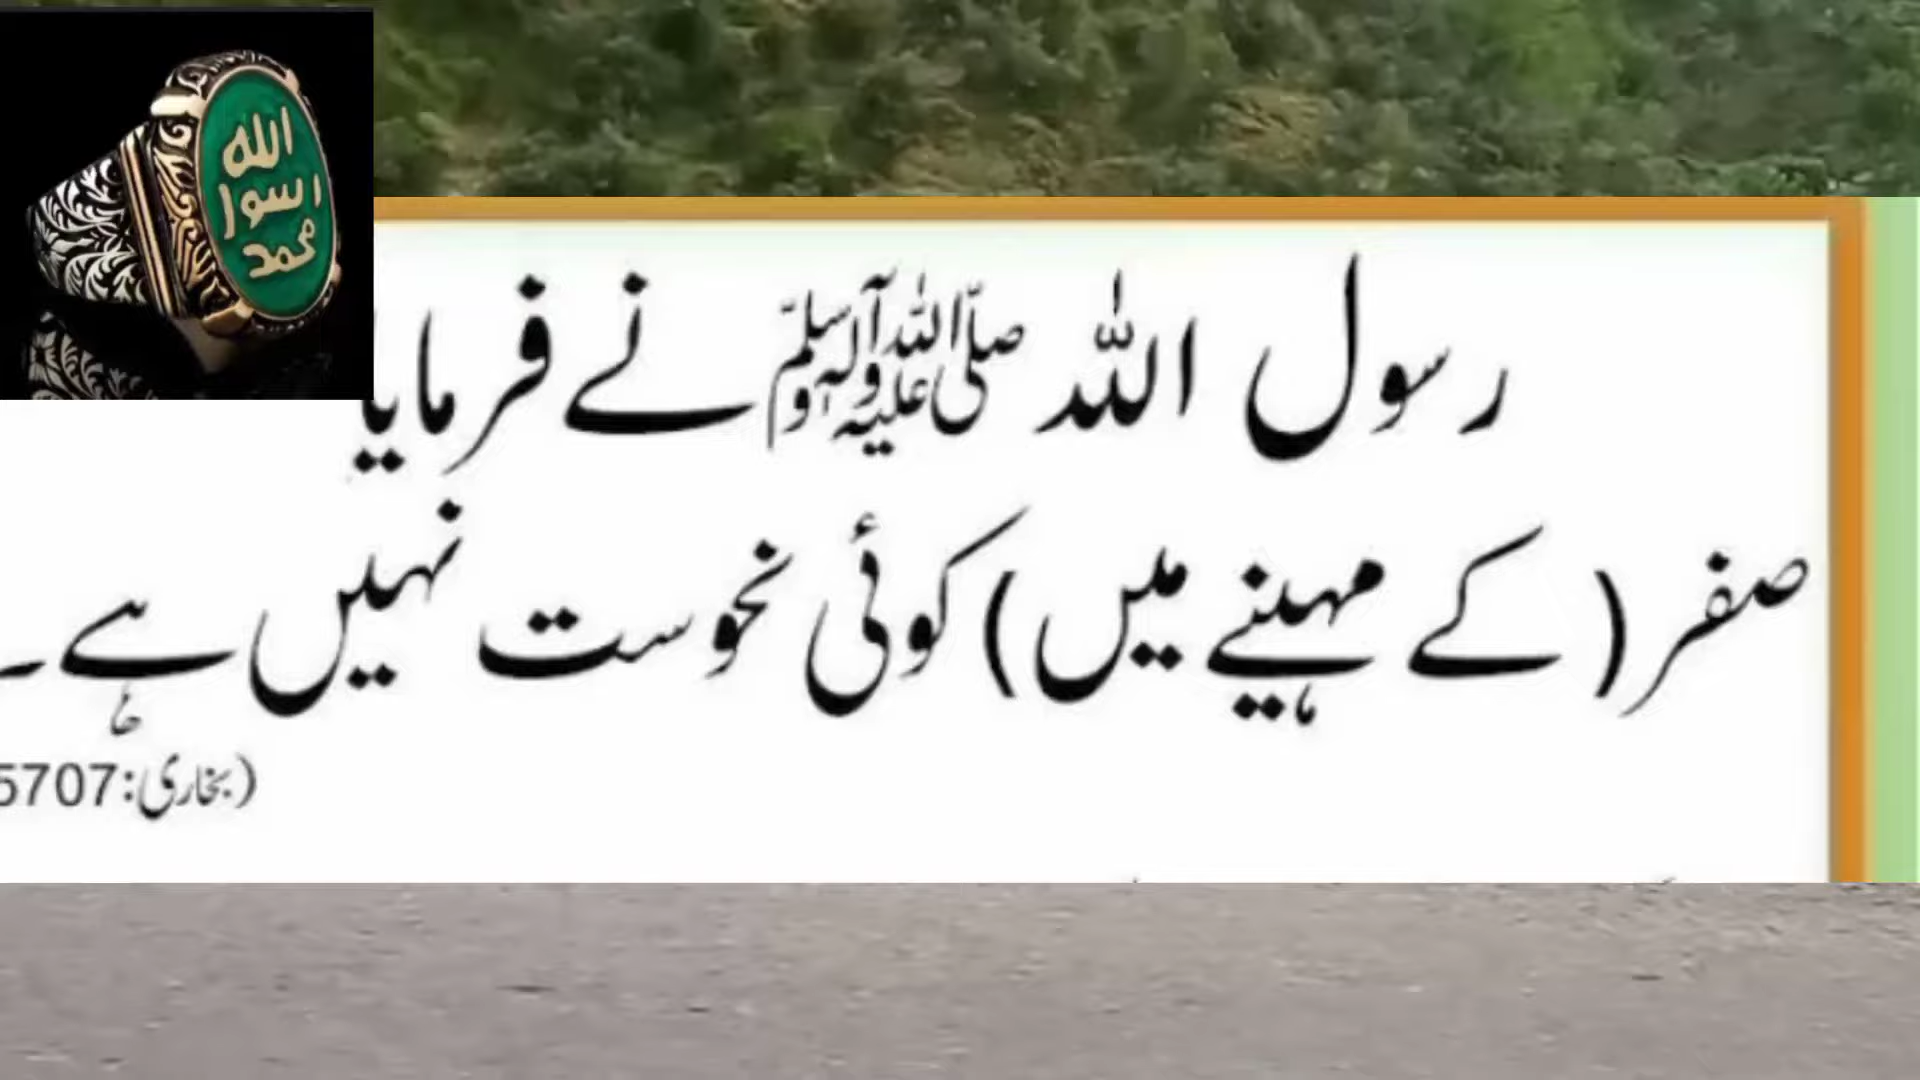 الله
رسول
محمد
رسول اللہ صلی اللہ علیہ وآلہ وسلم نے فرمایا
صفر (کے مہینے میں) کوئی نحوست نہیں ہے۔
(بخاری:5707